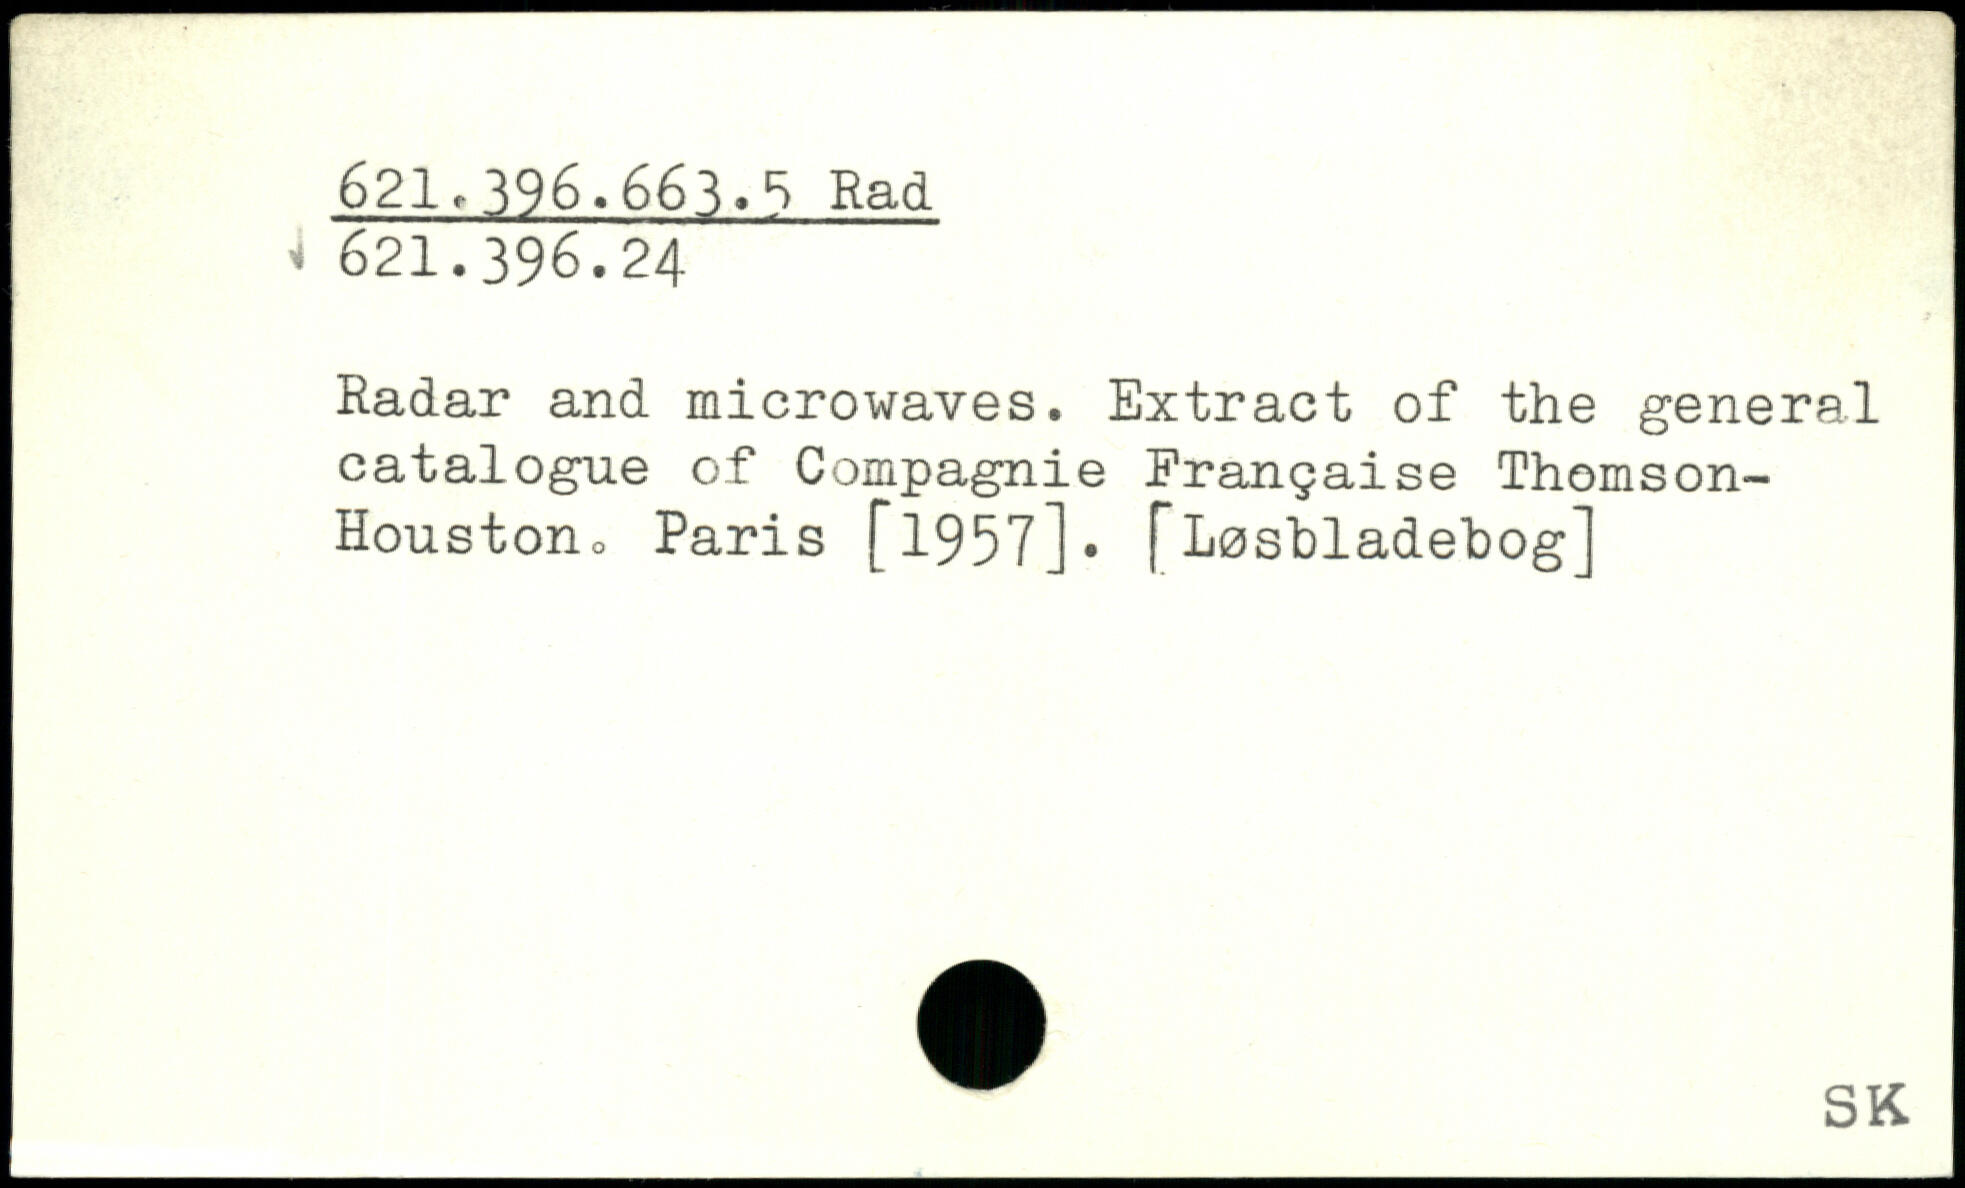 621.396.663.5 Rad
621.396.24
Radar and microwaves. Extract of the general
catalogue of Compagnie Française Thomson-
Houston. Paris [1957]. [Løsbladebog]
SK